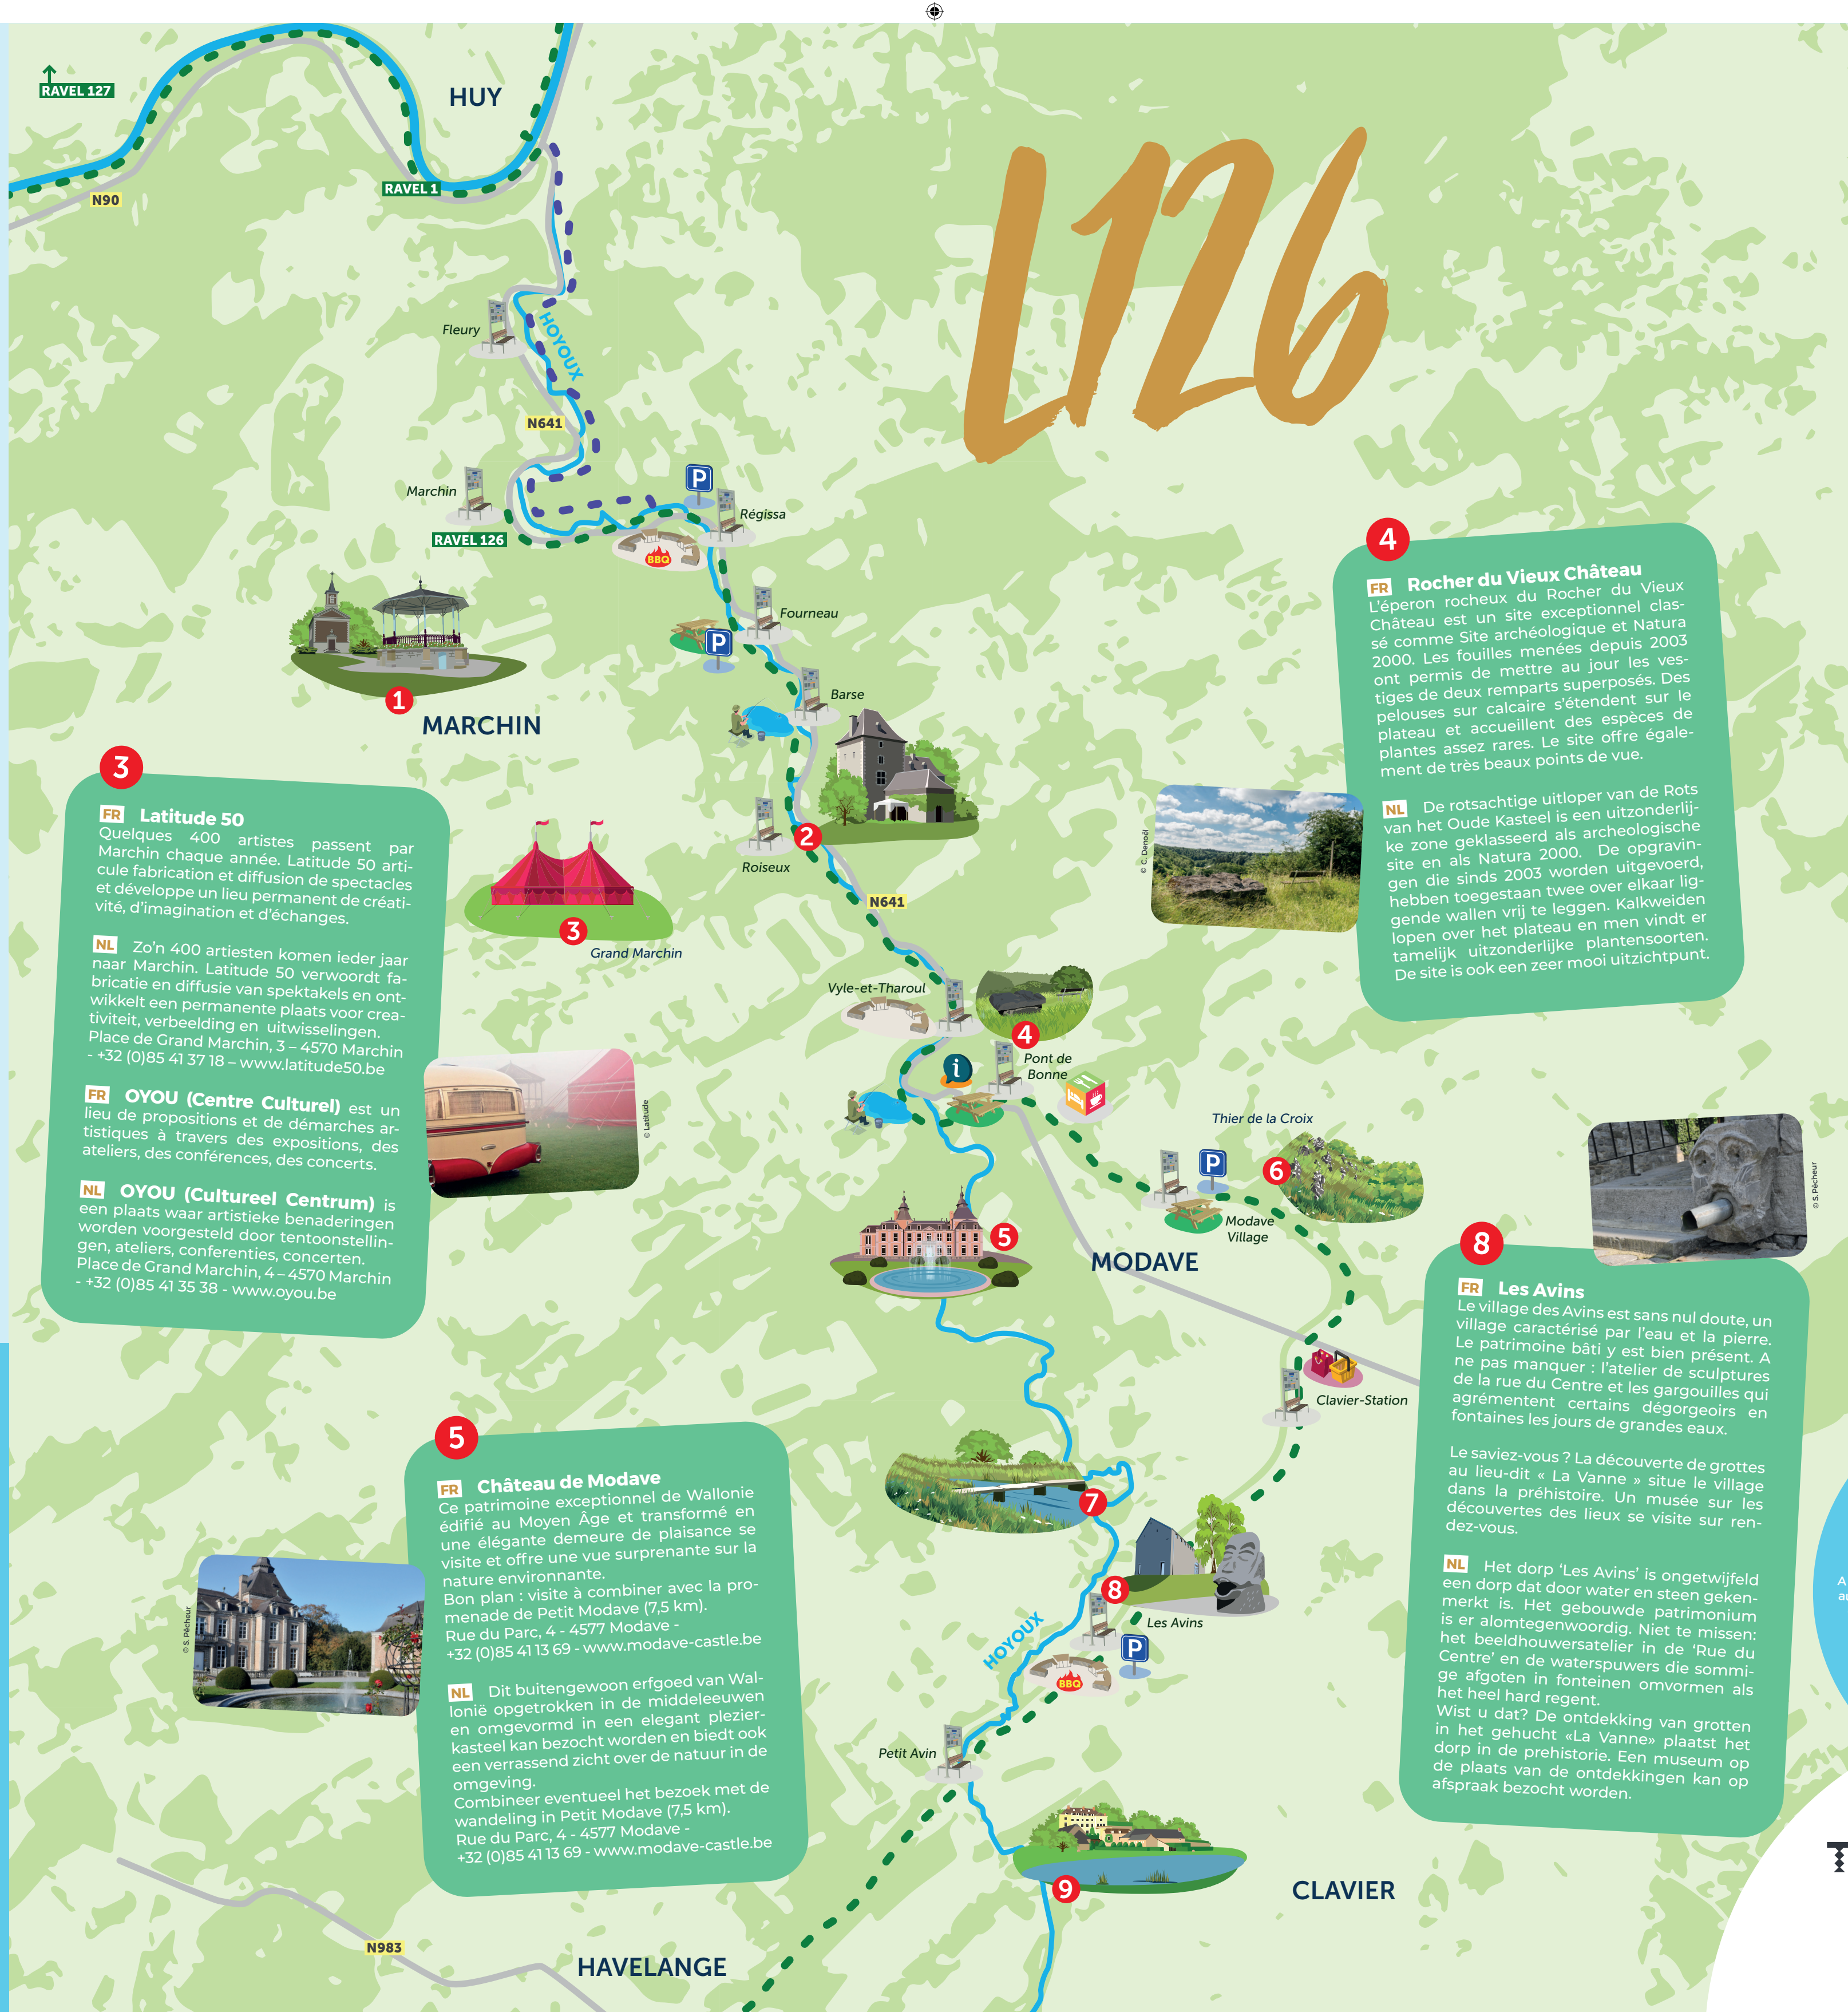 RAVEL 127
HUY
RAVEL 1
N90
L126
Fleury
HOYOUX
N641
Marchin
P
Régissa
RAVEL 126
BBQ
Fourneau
P
Barse
1
MARCHIN
2
Roiseux
N641
3
Grand Marchin
Vyle-et-Tharoul
4
i
Pont de
Bonne
Thier de la Croix
P
6
Modave
Village
5
MODAVE
Clavier-Station
7
8
Les Avins
HOYOUX
P
BBQ
Petit Avin
9
CLAVIER
N983
HAVELANGE
3
FR Latitude 50
Quelques 400 artistes passent par
Marchin chaque année. Latitude 50 arti-
cule fabrication et diffusion de spectacles
et développe un lieu permanent de créati-
vité, d’imagination et d’échanges.
NL Zo’n 400 artiesten komen ieder jaar
naar Marchin. Latitude 50 verwoordt fa-
bricatie en diffusie van spektakels en ont-
wikkelt een permanente plaats voor crea-
tiviteit, verbeelding en uitwisselingen.
Place de Grand Marchin, 3 – 4570 Marchin
- +32 (0)85 41 37 18 – www.latitude50.be
FR OYOU (Centre Culturel) est un
lieu de propositions et de démarches ar-
tistiques à travers des expositions, des
ateliers, des conférences, des concerts.
NL OYOU (Cultureel Centrum) is
een plaats waar artistieke benaderingen
worden voorgesteld door tentoonstellin-
gen, ateliers, conferenties, concerten.
Place de Grand Marchin, 4 – 4570 Marchin
- +32 (0)85 41 35 38 - www.oyou.be
© Latitude
4
FR Rocher du Vieux Château
L’éperon rocheux du Rocher du Vieux
Château est un site exceptionnel clas-
sé comme Site archéologique et Natura
2000. Les fouilles menées depuis 2003
ont permis de mettre au jour les ves-
tiges de deux remparts superposés. Des
pelouses sur calcaire s’étendent sur le
plateau et accueillent des espèces de
plantes assez rares. Le site offre égale-
ment de très beaux points de vue.
NL De rotsachtige uitloper van de Rots
van het Oude Kasteel is een uitzonderlij-
ke zone geklasseerd als archeologische
site en als Natura 2000. De opgravin-
gen die sinds 2003 worden uitgevoerd,
hebben toegestaan twee over elkaar lig-
gende wallen vrij te leggen. Kalkweiden
lopen over het plateau en men vindt er
tamelijk uitzonderlijke plantensoorten.
De site is ook een zeer mooi uitzichtpunt.
© C. Denoël
5
FR Château de Modave
Ce patrimoine exceptionnel de Wallonie
édifié au Moyen Âge et transformé en
une élégante demeure de plaisance se
visite et offre une vue surprenante sur la
nature environnante.
Bon plan : visite à combiner avec la pro-
menade de Petit Modave (7,5 km).
Rue du Parc, 4 - 4577 Modave -
+32 (0)85 41 13 69 - www.modave-castle.be
NL Dit buitengewoon erfgoed van Wal-
lonië opgetrokken in de middeleeuwen
en omgevormd in een elegant plezier-
kasteel kan bezocht worden en biedt ook
een verrassend zicht over de natuur in de
omgeving.
Combineer eventueel het bezoek met de
wandeling in Petit Modave (7,5 km).
Rue du Parc, 4 - 4577 Modave -
+32 (0)85 41 13 69 - www.modave-castle.be
© S. Pêcheur
8
FR Les Avins
Le village des Avins est sans nul doute, un
village caractérisé par l’eau et la pierre.
Le patrimoine bâti y est bien présent. A
ne pas manquer : l’atelier de sculptures
de la rue du Centre et les gargouilles qui
agrémentent certains dégorgeoirs en
fontaines les jours de grandes eaux.
Le saviez-vous ? La découverte de grottes
au lieu-dit « La Vanne » situe le village
dans la préhistoire. Un musée sur les
découvertes des lieux se visite sur ren-
dez-vous.
NL Het dorp ‘Les Avins’ is ongetwijfeld
een dorp dat door water en steen geken-
merkt is. Het gebouwde patrimonium
is er alomtegenwoordig. Niet te missen:
het beeldhouwersatelier in de ‘Rue du
Centre’ en de waterspuwers die sommi-
ge afgoten in fonteinen omvormen als
het heel hard regent.
Wist u dat? De ontdekking van grotten
in het gehucht «La Vanne» plaatst het
dorp in de prehistorie. Een museum op
de plaats van de ontdekkingen kan op
afspraak bezocht worden.
© S. Pêcheur